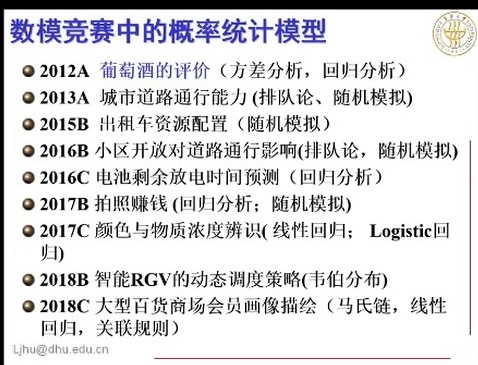 数模竞赛中的概率统计模型
2012A 葡萄酒的评价（方差分析，回归分析）
2013A 城市道路通行能力 (排队论、随机模拟)
2015B 出租车资源配置（随机模拟）
2016B 小区开放对道路通行影响(排队论，随机模拟)
2016C 电池剩余放电时间预测（回归分析）
2017B 拍照赚钱 (回归分析；随机模拟)
2017C 颜色与物质浓度辨识( 线性回归； Logistic回
归)
2018B 智能RGV的动态调度策略(韦伯分布)
2018C 大型百货商场会员画像描绘（马氏链，线性
回归，关联规则）
Ljhu@dhu.edu.cn